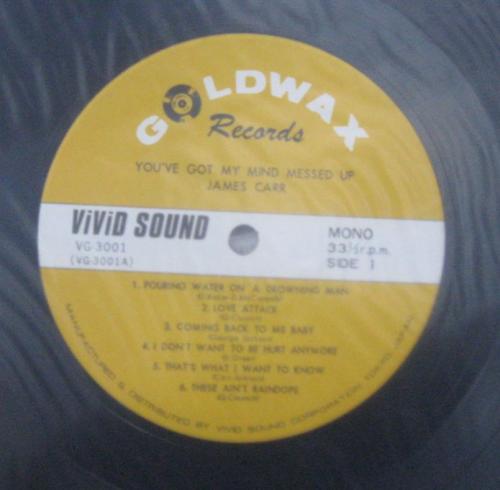 GOLDWAX
Records
YOU'VE GOT MY MIND MESSED UP
JAMES CARR
ViViD SOUND
VG-3001
(VG-3001A)
MONO
33⅓r.p.m.
SIDE 1
1. POURING WATER ON A DROWNING MAN
2. LOVE ATTACK
3. COMING BACK TO ME BABY
4. I DON'T WANT TO BE HURT ANYMORE
5. THAT'S WHAT I WANT TO KNOW
6. THESE AIN'T RAINDOPS
MANUFACTURED & DISTRIBUTED BY VIVID SOUND CORPORATION, TOKYO, JAPAN.